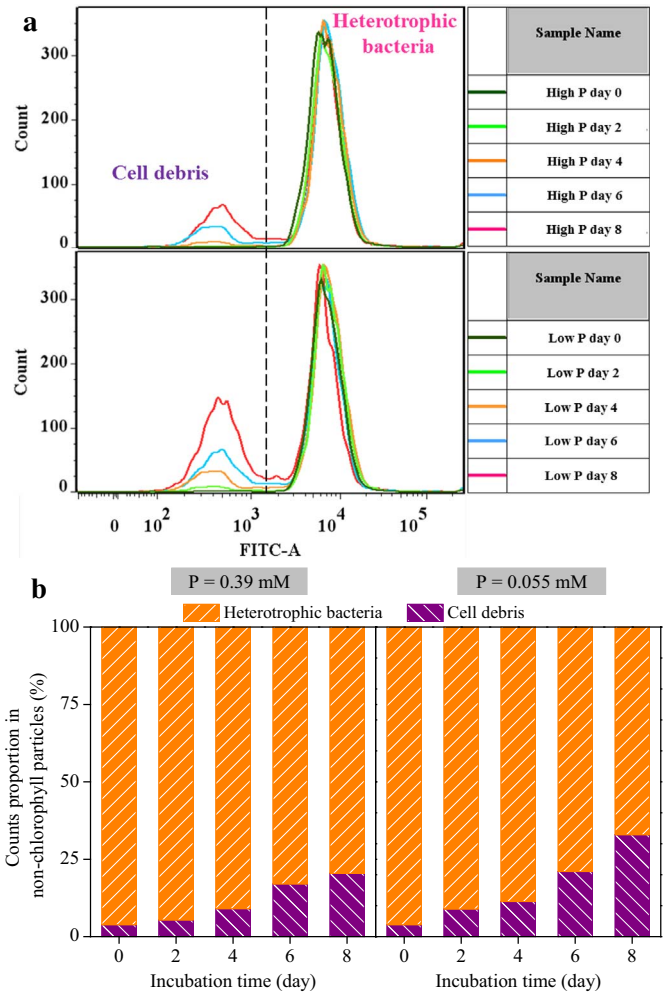 a
Heterotrophic
bacteria
Cell debris
Count
300
200
100
0
Sample Name
High P day 0
High P day 2
High P day 4
High P day 6
High P day 8
Count
300
200
100
0
Sample Name
Low P day 0
Low P day 2
Low P day 4
Low P day 6
Low P day 8
0 10² 10³ 10⁴ 10⁵
FITC-A
b
P = 0.39 mM P = 0.055 mM
Heterotrophic bacteria Cell debris
Counts proportion in
non-chlorophyll particles (%)
100
75
50
25
0
0 2 4 6 8 0 2 4 6 8
Incubation time (day) Incubation time (day)